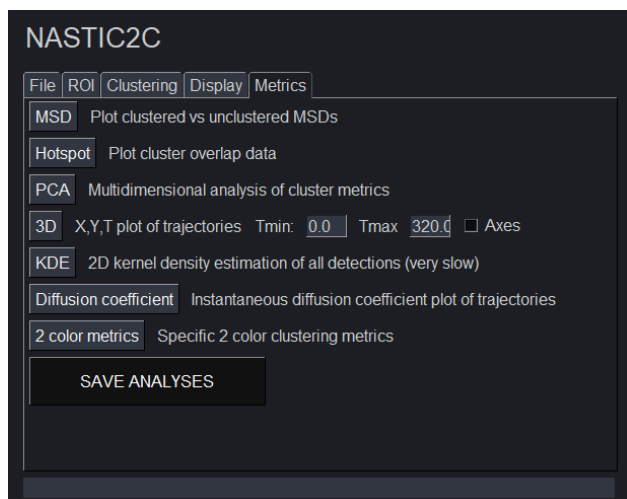 NASTIC2C
File ROI Clustering Display Metrics
MSD Plot clustered vs unclustered MSDs
Hotspot Plot cluster overlap data
PCA Multidimensional analysis of cluster metrics
3D X,Y,T plot of trajectories Tmin: 0.0 Tmax 320.0 Axes
KDE 2D kernel density estimation of all detections (very slow)
Diffusion coefficient Instantaneous diffusion coefficient plot of trajectories
2 color metrics Specific 2 color clustering metrics
SAVE ANALYSES